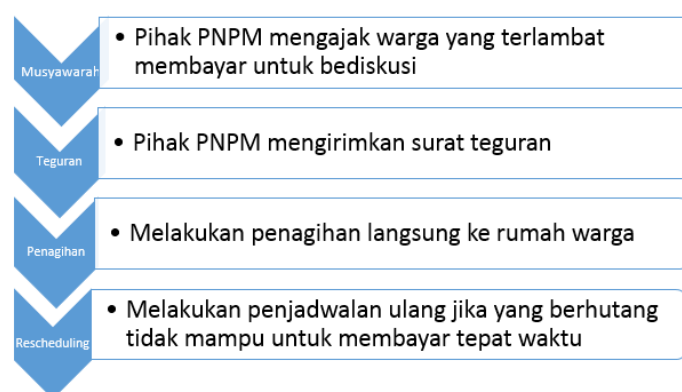 Musyawarah
• Pihak PNPM mengajak warga yang terlambat
membayar untuk bediskusi
Teguran
• Pihak PNPM mengirimkan surat teguran
Penagihan
• Melakukan penagihan langsung ke rumah warga
Rescheduling
• Melakukan penjadwalan ulang jika yang berhutang
tidak mampu untuk membayar tepat waktu